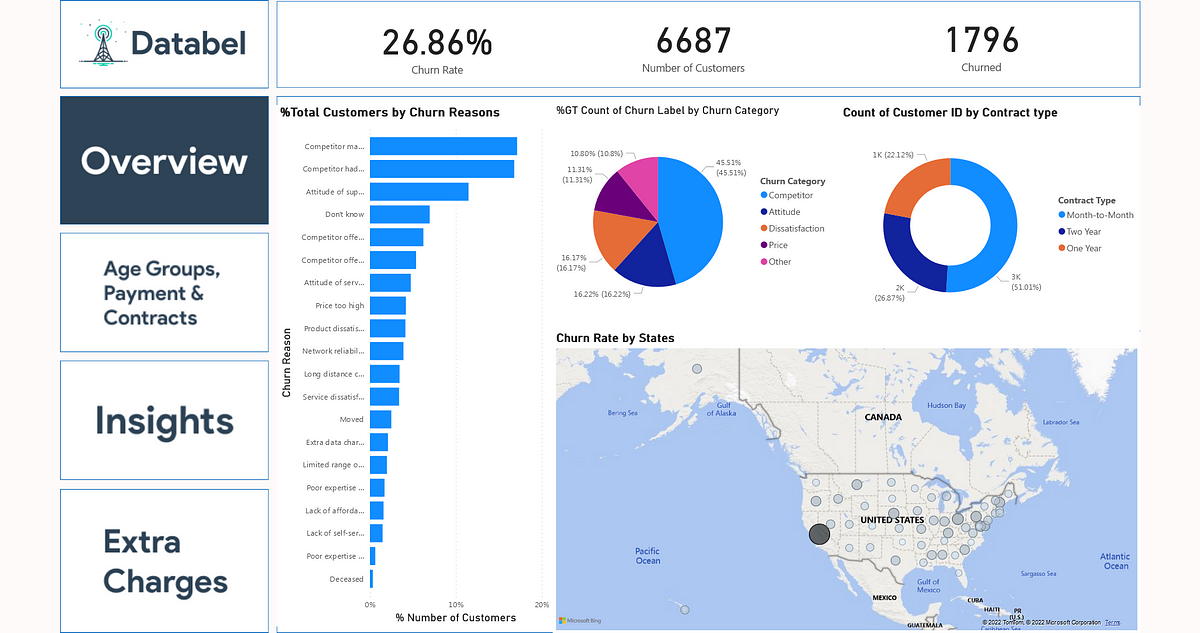 Databel
26.86%
Churn Rate
6687
Number of Customers
1796
Churned
Overview
Age Groups,
Payment &
Contracts
Insights
Extra
Charges
%Total Customers by Churn Reasons
Churn Reason
Competitor ma...
Competitor had...
Attitude of sup...
Don't know
Competitor offe...
Competitor offe...
Attitude of serv...
Price too high
Product dissatis...
Network reliabil...
Long distance c...
Service dissatisf...
Moved
Extra data char...
Limited range o...
Poor expertise ...
Lack of afforda...
Lack of self-ser...
Poor expertise ...
Deceased
0%
10%
20%
% Number of Customers
%GT Count of Churn Label by Churn Category
10.80% (10.8%)
11.31%
(11.31%)
16.17%
(16.17%)
16.22% (16.22%)
45.51%
(45.51%)
Churn Category
Competitor
Attitude
Dissatisfaction
Price
Other
Count of Customer ID by Contract type
1K (22.12%)
2K
(26.87%)
3K
(51.01%)
Contract Type
Month-to-Month
Two Year
One Year
Churn Rate by States
Bering Sea
Gulf
of Alaska
CANADA
Hudson Bay
Labrador Sea
UNITED STATES
Pacific
Ocean
Atlantic
Ocean
Sargasso Sea
Gulf of
Mexico
MEXICO
CUBA
HAITI
PR
(U.S.)
GUATEMALA
Caribbean Sea
Microsoft Bing
© 2022 TomTom, © 2022 Microsoft Corporation Terms